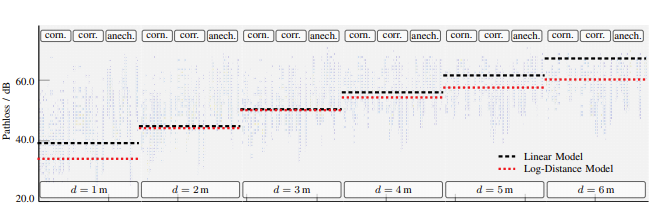 corn. corr. anech. corn. corr. anech. corn. corr. anech. corn. corr. anech. corn. corr. anech. corn. corr. anech.
Pathloss / dB
60.0
40.0
20.0
Linear Model
Log-Distance Model
d = 1 m d = 2 m d = 3 m d = 4 m d = 5 m d = 6 m